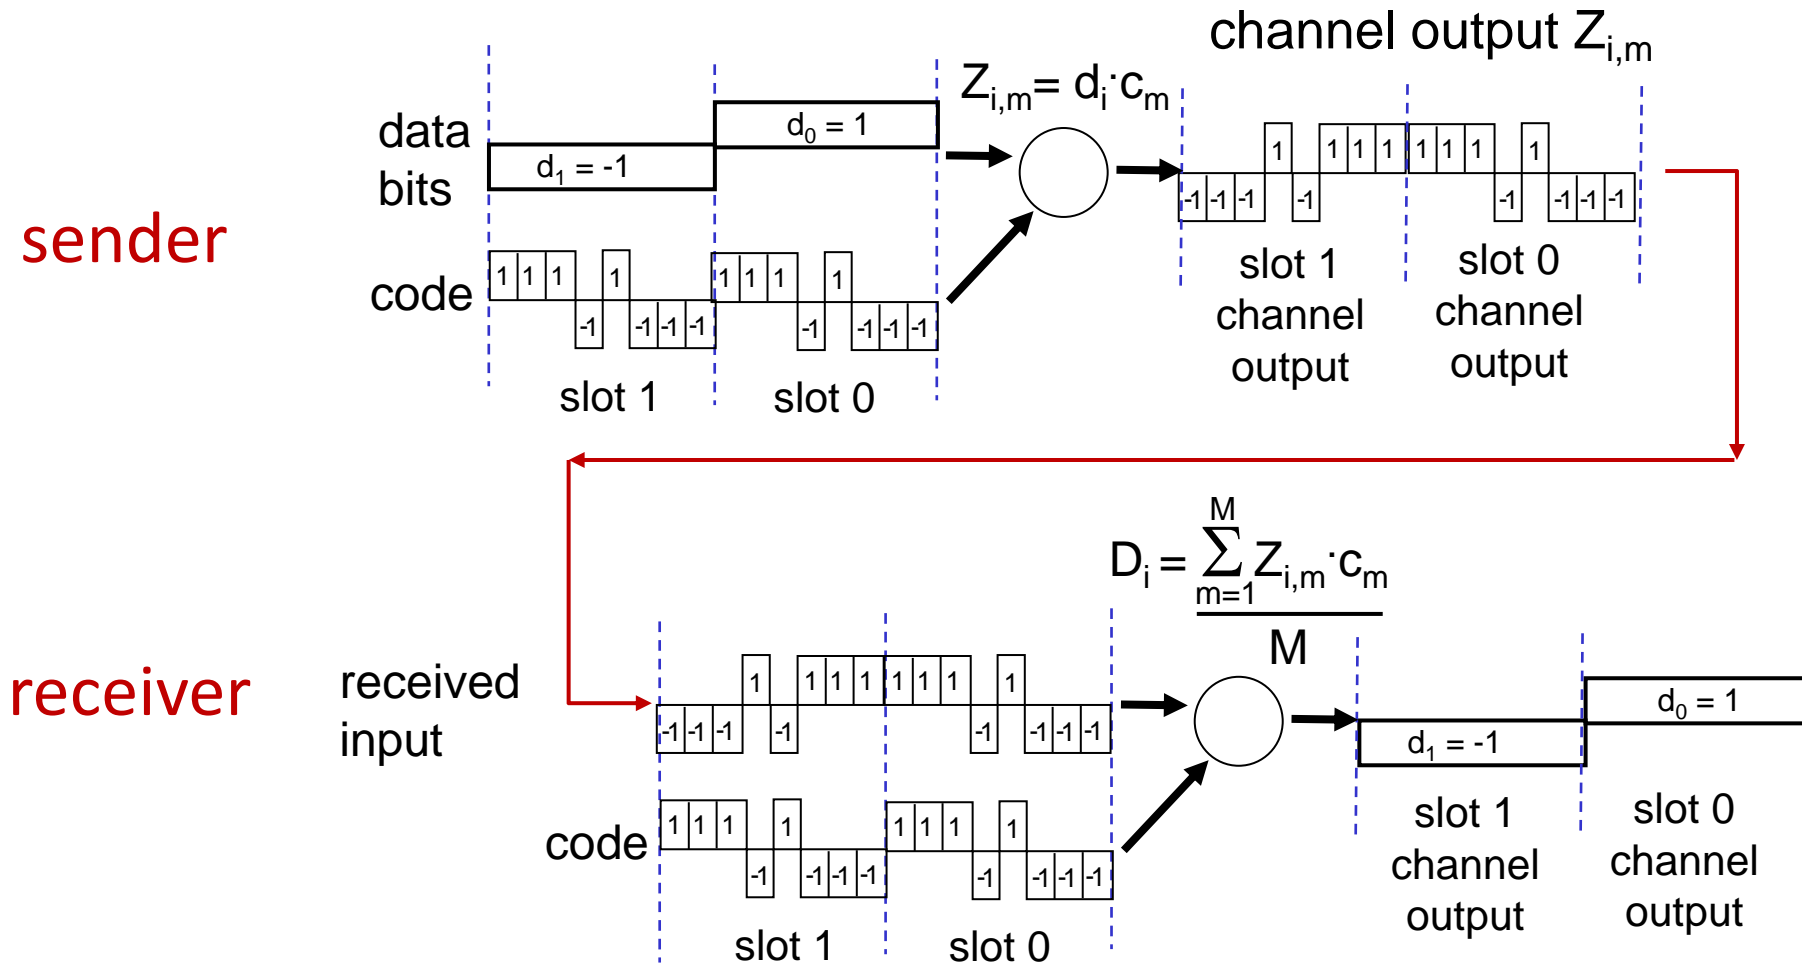 channel output Z_i,m
Z_i,m = d_i·c_m
sender
data
bits
d_0 = 1
d_1 = -1
1 1 1 -1 1 -1 -1 -1 1 1 1 -1 1 -1 -1 -1
code
slot 1
slot 0
-1 -1 -1 1 -1 1 1 1 1 1 1 -1 1 -1 -1 -1
slot 1
channel
output
slot 0
channel
output
D_i = ∑_{m=1}^{M} Z_i,m·c_m
M
receiver
received
input
-1 -1 -1 1 -1 1 1 1 1 1 1 -1 1 -1 -1 -1
code
1 1 1 -1 1 -1 -1 -1 1 1 1 -1 1 -1 -1 -1
slot 1
slot 0
d_0 = 1
d_1 = -1
slot 1
channel
output
slot 0
channel
output